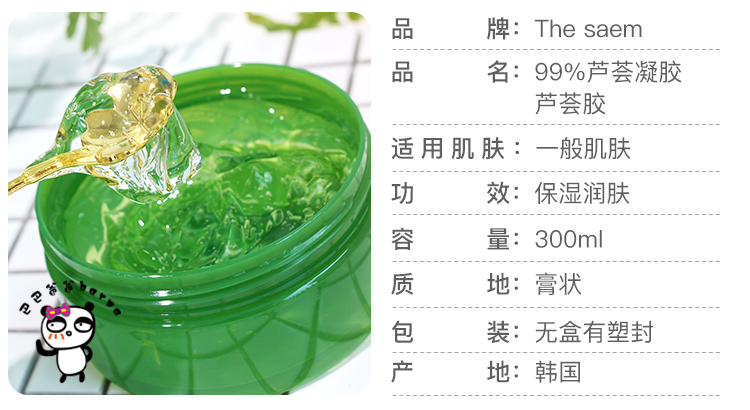 品 牌：The saem
品 名：99%芦荟凝胶
芦荟胶
适用肌肤：一般肌肤
功 效：保湿润肤
容 量：300ml
质 地：膏状
包 装：无盒有塑封
产 地：韩国